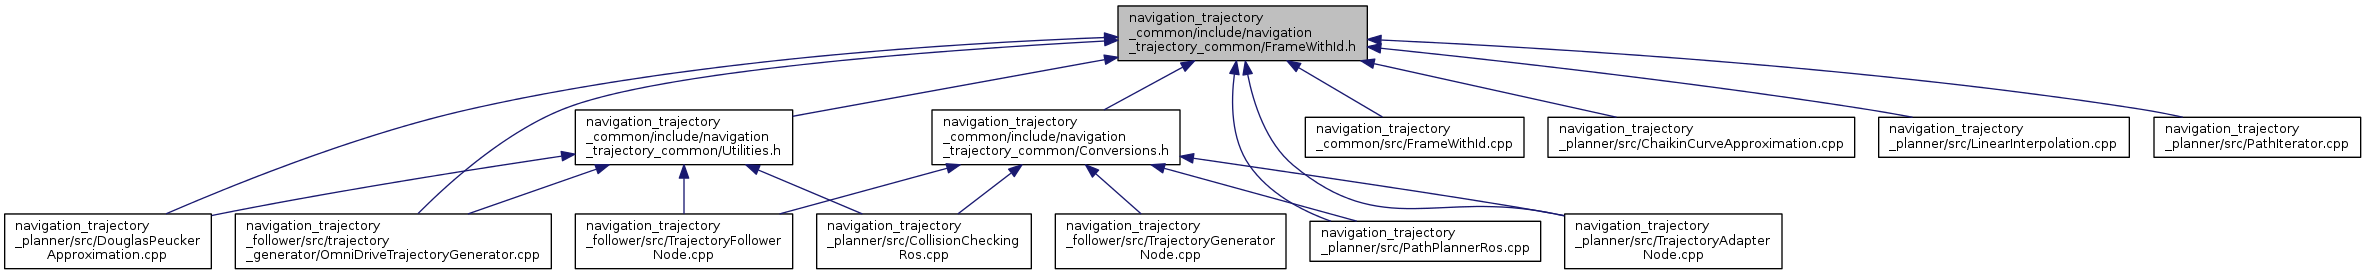 navigation_trajectory
_common/include/navigation
_trajectory_common/FrameWithId.h
navigation_trajectory
_common/include/navigation
_trajectory_common/Utilities.h
navigation_trajectory
_common/include/navigation
_trajectory_common/Conversions.h
navigation_trajectory
_common/src/FrameWithId.cpp
navigation_trajectory
_planner/src/ChaikinCurveApproximation.cpp
navigation_trajectory
_planner/src/LinearInterpolation.cpp
navigation_trajectory
_planner/src/PathIterator.cpp
navigation_trajectory
_planner/src/DouglasPeucker
Approximation.cpp
navigation_trajectory
_follower/src/trajectory
_generator/OmniDriveTrajectoryGenerator.cpp
navigation_trajectory
_follower/src/TrajectoryFollower
Node.cpp
navigation_trajectory
_planner/src/CollisionChecking
Ros.cpp
navigation_trajectory
_follower/src/TrajectoryGenerator
Node.cpp
navigation_trajectory
_planner/src/PathPlannerRos.cpp
navigation_trajectory
_planner/src/TrajectoryAdapter
Node.cpp